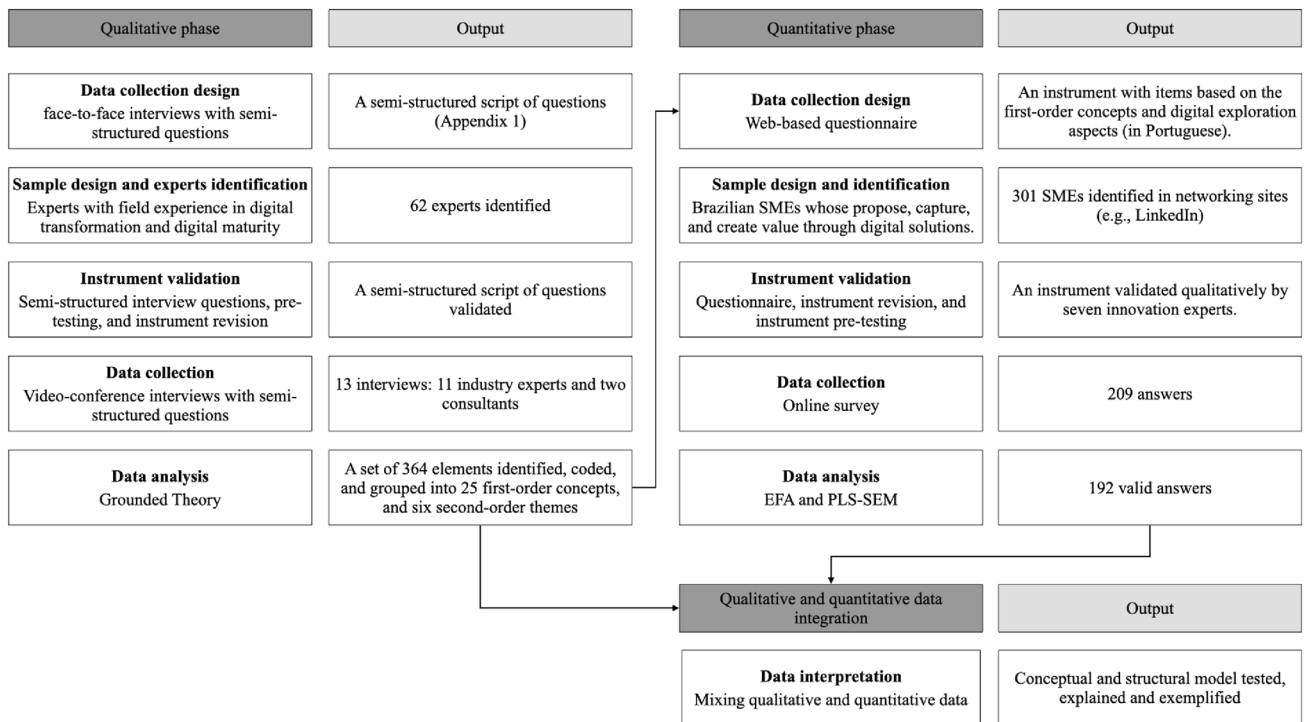 Qualitative phase
Output
Data collection design
face-to-face interviews with semi-
structured questions
A semi-structured script of questions
(Appendix 1)
Sample design and experts identification
Experts with field experience in digital
transformation and digital maturity
62 experts identified
Instrument validation
Semi-structured interview questions, pre-
testing, and instrument revision
A semi-structured script of questions
validated
Data collection
Video-conference interviews with semi-
structured questions
13 interviews: 11 industry experts and two
consultants
Data analysis
Grounded Theory
A set of 364 elements identified, coded,
and grouped into 25 first-order concepts,
and six second-order themes
Quantitative phase
Output
Data collection design
Web-based questionnaire
An instrument with items based on the
first-order concepts and digital exploration
aspects (in Portuguese).
Sample design and identification
Brazilian SMEs whose propose, capture,
and create value through digital solutions.
301 SMEs identified in networking sites
(e.g., LinkedIn)
Instrument validation
Questionnaire, instrument revision, and
instrument pre-testing
An instrument validated qualitatively by
seven innovation experts.
Data collection
Online survey
209 answers
Data analysis
EFA and PLS-SEM
192 valid answers
Qualitative and quantitative data
integration
Output
Data interpretation
Mixing qualitative and quantitative data
Conceptual and structural model tested,
explained and exemplified